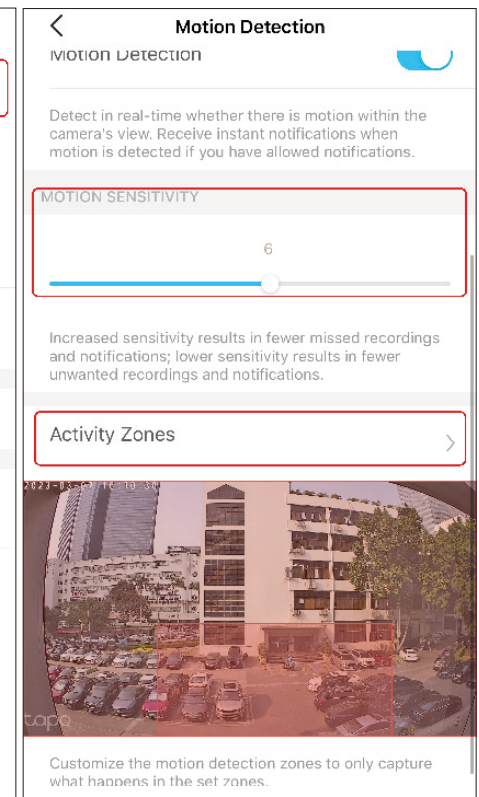 Motion Detection
Motion Detection
Detect in real-time whether there is motion within the
camera's view. Receive instant notifications when
motion is detected if you have allowed notifications.
MOTION SENSITIVITY
6
Increased sensitivity results in fewer missed recordings
and notifications; lower sensitivity results in fewer
unwanted recordings and notifications.
Activity Zones
tapo
Customize the motion detection zones to only capture
what happens in the set zones.